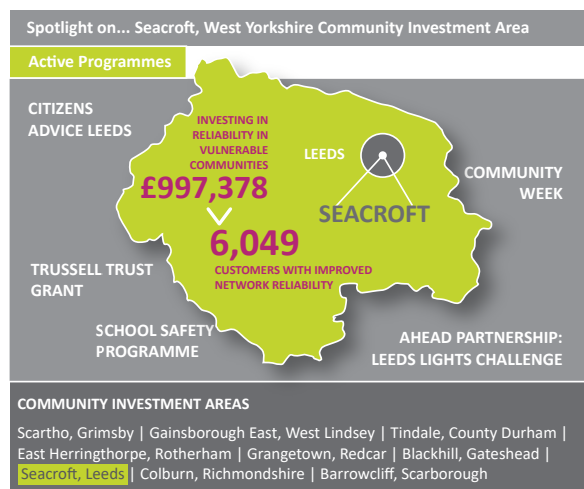 Spotlight on... Seacroft, West Yorkshire Community Investment Area
Active Programmes
CITIZENS
ADVICE LEEDS
INVESTING IN
RELIABILITY IN
VULNERABLE
COMMUNITIES
£997,378
6,049
CUSTOMERS WITH IMPROVED
NETWORK RELIABILITY
LEEDS
SEACROFT
COMMUNITY
WEEK
TRUSSELL TRUST
GRANT
SCHOOL SAFETY
PROGRAMME
AHEAD PARTNERSHIP:
LEEDS LIGHTS CHALLENGE
COMMUNITY INVESTMENT AREAS
Scartho, Grimsby | Gainsborough East, West Lindsey | Tindale, County Durham |
East Herringthorpe, Rotherham | Grangetown, Redcar | Blackhill, Gateshead |
Seacroft, Leeds | Colburn, Richmondshire | Barrowcliff, Scarborough